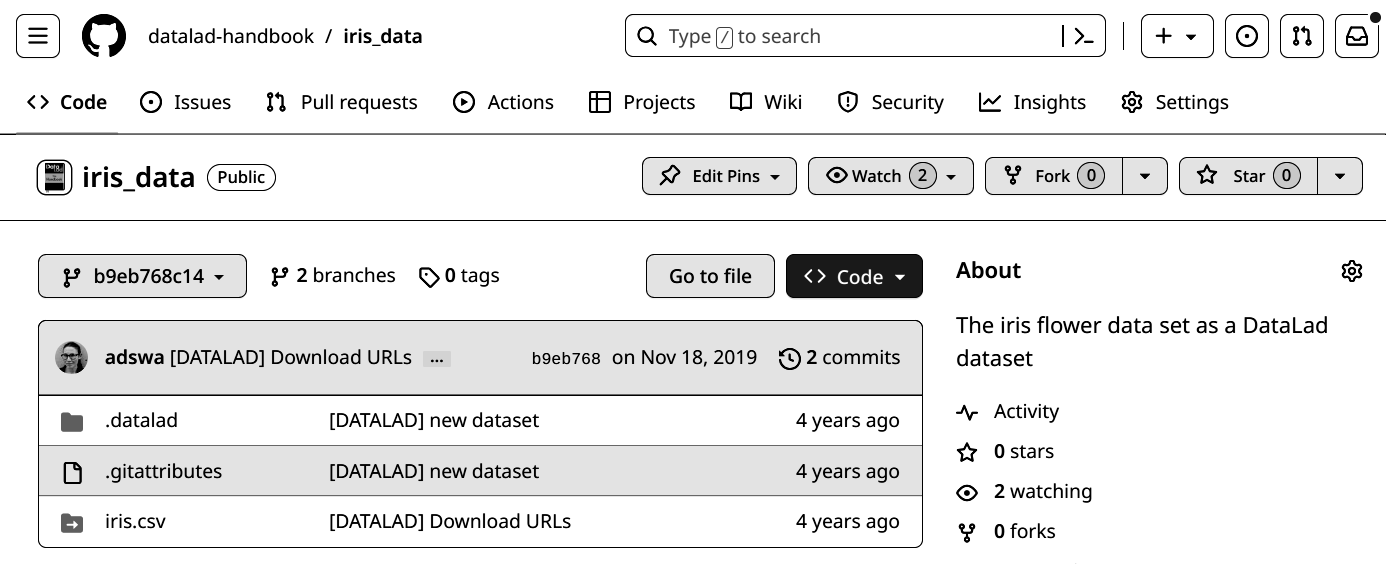 datalad-handbook / iris_data
Type / to search
Code Issues Pull requests Actions Projects Wiki Security Insights Settings
iris_data Public Edit Pins Watch 2 Fork 0 Star 0
b9eb768c14 2 branches 0 tags Go to file Code
adswa [DATALAD] Download URLs ... b9eb768 on Nov 18, 2019 2 commits
.datalad [DATALAD] new dataset 4 years ago
.gitattributes [DATALAD] new dataset 4 years ago
iris.csv [DATALAD] Download URLs 4 years ago
About
The iris flower data set as a DataLad
dataset
Activity
0 stars
2 watching
0 forks